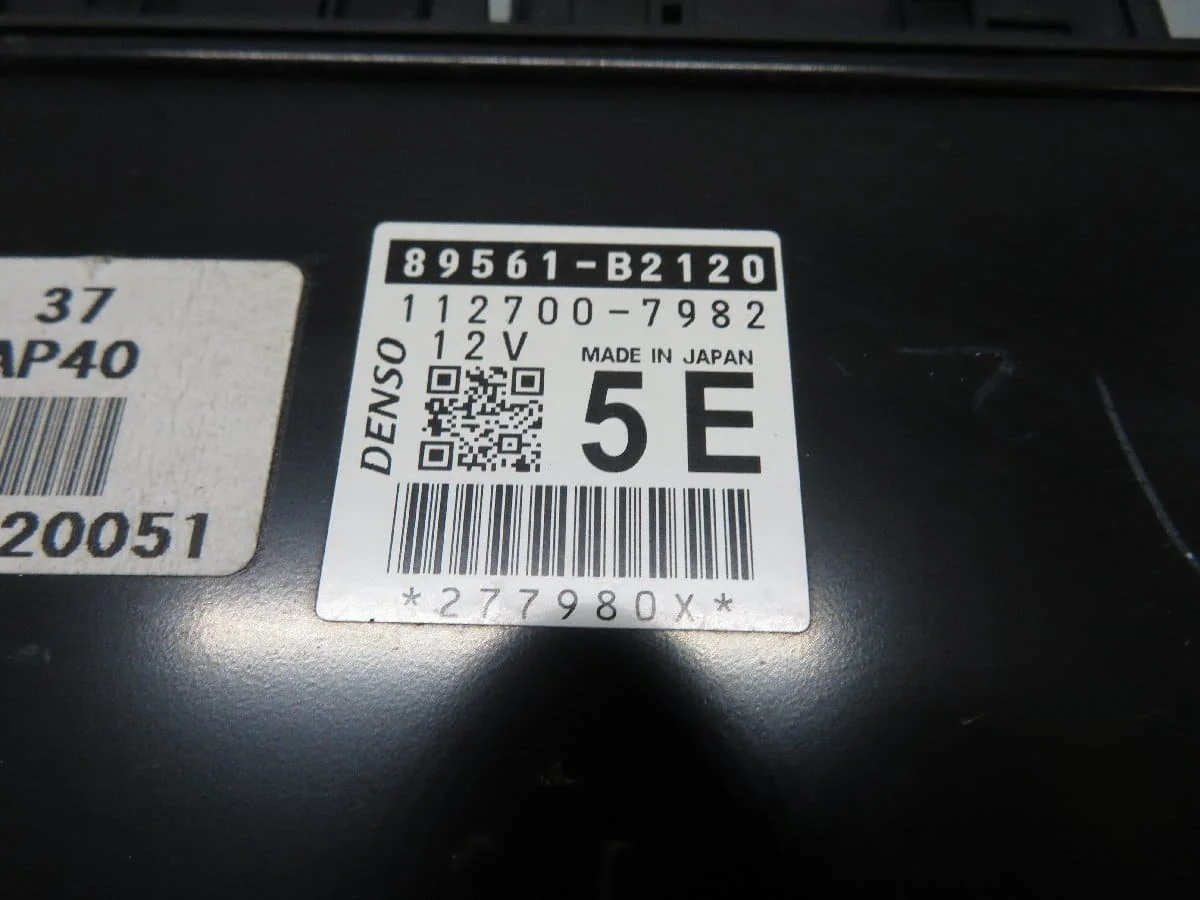 37
AP40
20051
89561-B2120
112700-7982
12V
MADE IN JAPAN
DENSO
5E
*277980X*